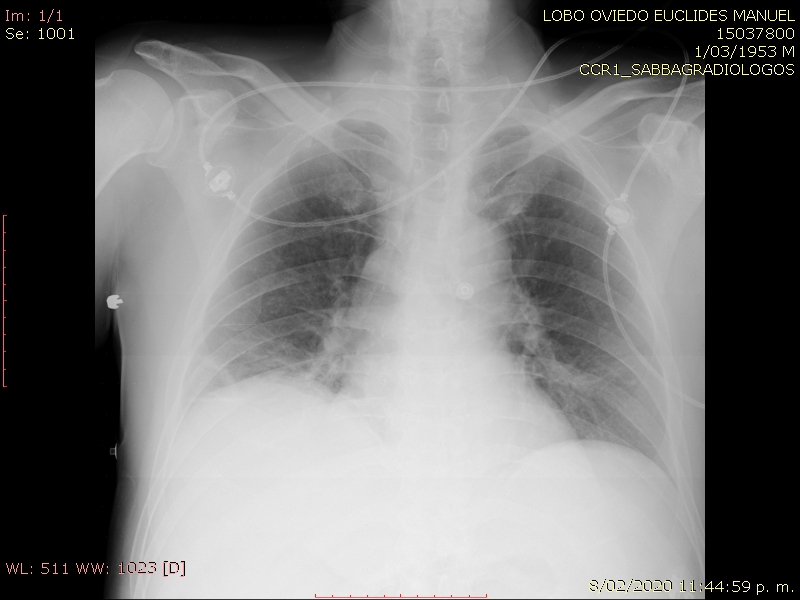 Im: 1/1
Se: 1001
LOBO OVIEDO EUCLIDES MANUEL
15037800
1/03/1953 M
CCR1_SABBAGRADIOLOGOS
WL: 511 WW: 1023 [D]
8/02/2020 11:44:59 p. m.